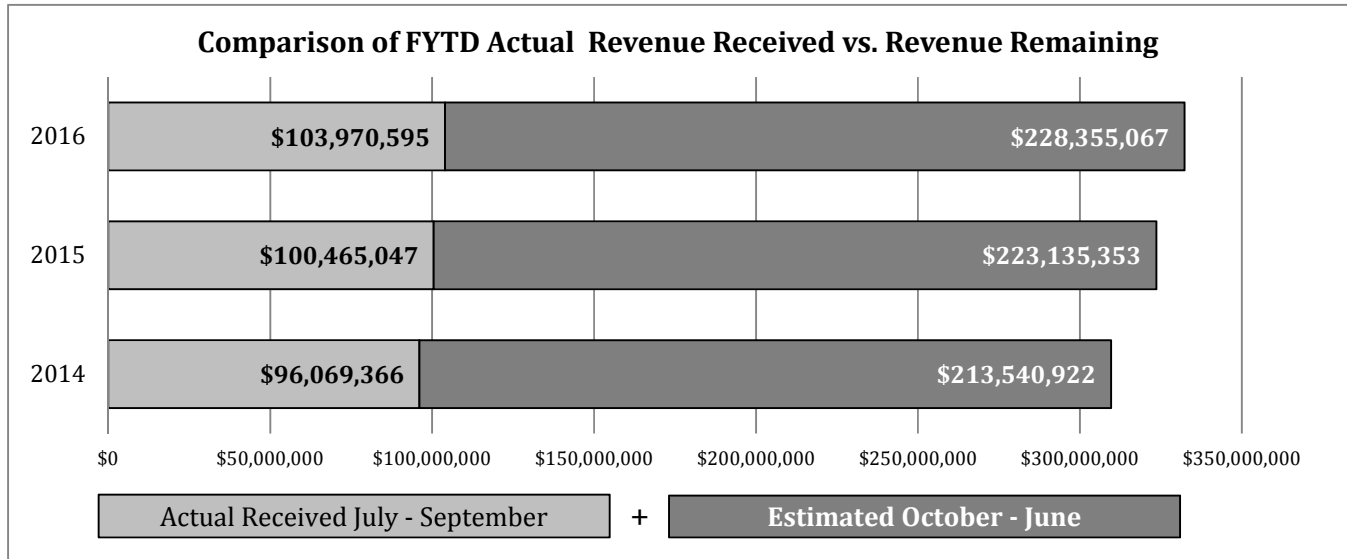 Comparison of FYTD Actual Revenue Received vs. Revenue Remaining
2016 $103,970,595 $228,355,067
2015 $100,465,047 $223,135,353
2014 $96,069,366 $213,540,922
$0 $50,000,000 $100,000,000 $150,000,000 $200,000,000 $250,000,000 $300,000,000 $350,000,000
Actual Received July - September + Estimated October - June